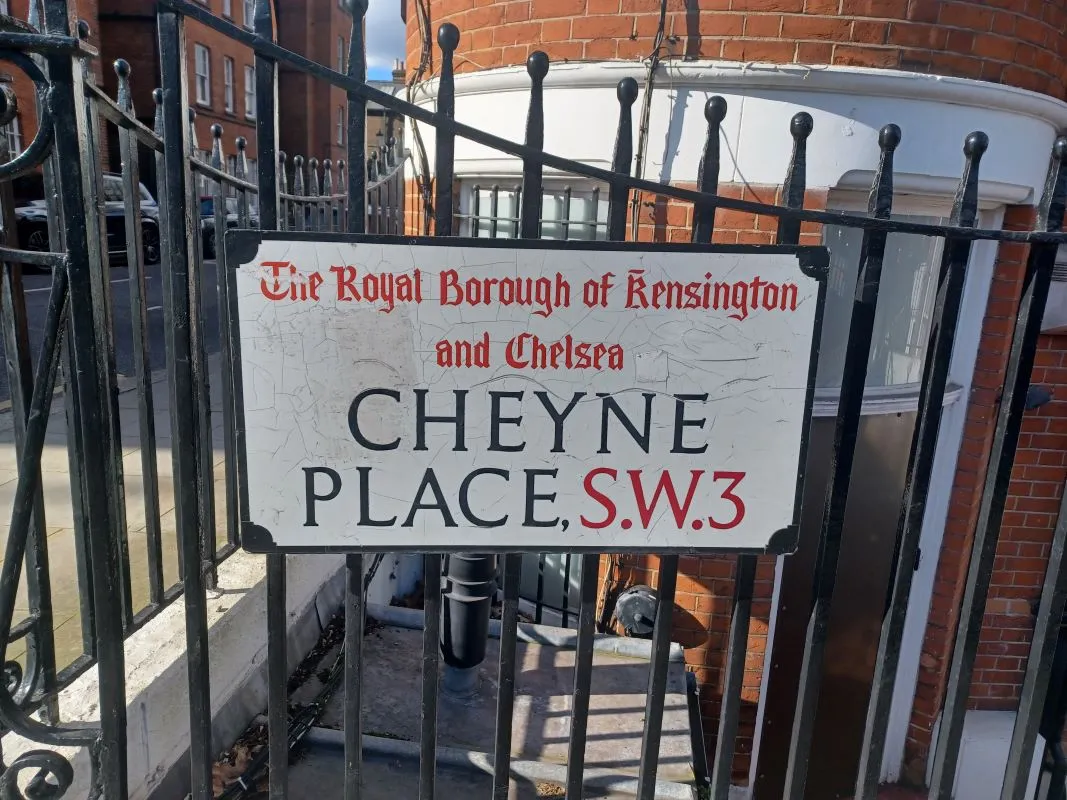 The Royal Borough of Kensington
and Chelsea
CHEYNE
PLACE, S.W.3